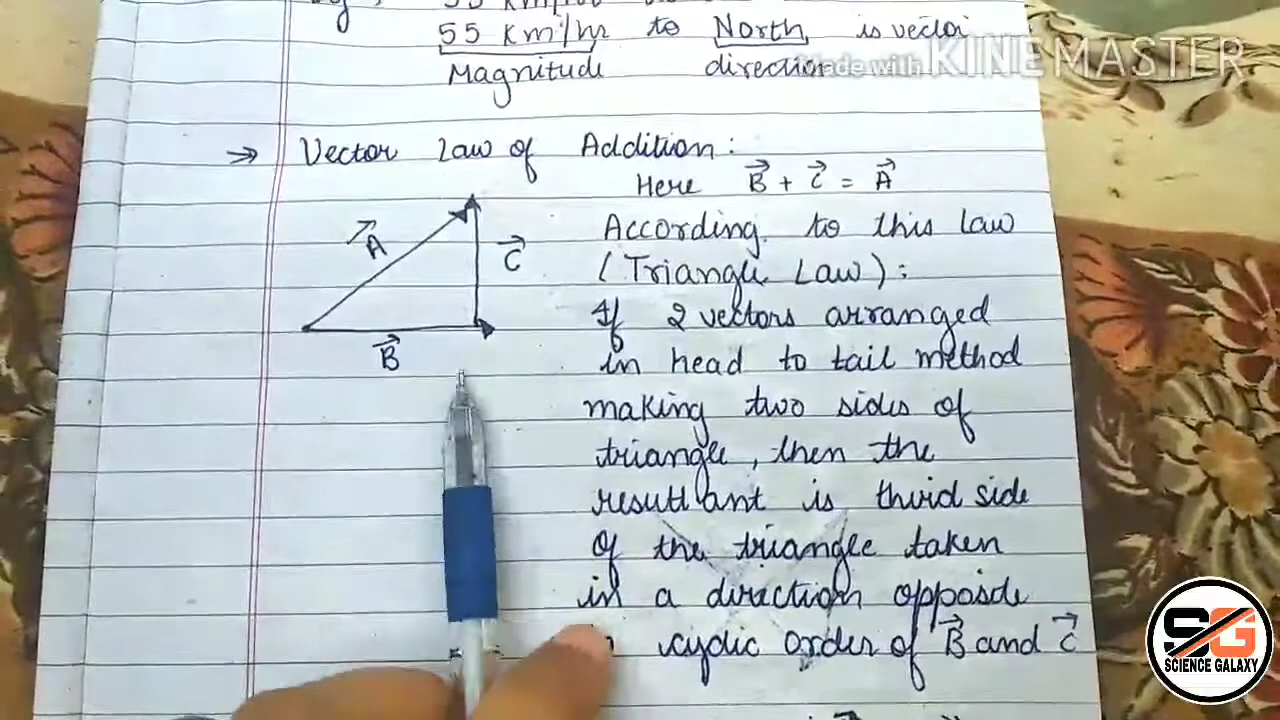 55 Km/hr to North is vector
Magnitude direction
Made with KINEMASTER
⇒ Vector Law of Addition:
Here B⃗ + C⃗ = A⃗
A⃗
C⃗
B⃗
According to this law
(Triangle Law):
If 2 vectors arranged
in head to tail method
making two sides of
triangle, then the
resultant is third side
of the triangle taken
in a direction opposide
cyclic order of B⃗ and C⃗
SG
SCIENCE GALAXY